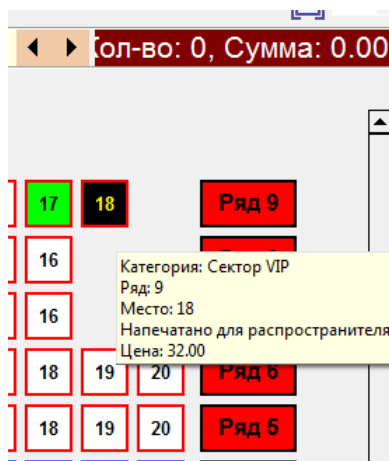 Кол-во: 0, Сумма: 0.00
17 18 Ряд 9
16
Категория: Сектор VIP
Ряд: 9
Место: 18
Напечатано для распространителя
Цена: 32.00
16
18 19 20 Ряд 6
18 19 20 Ряд 5